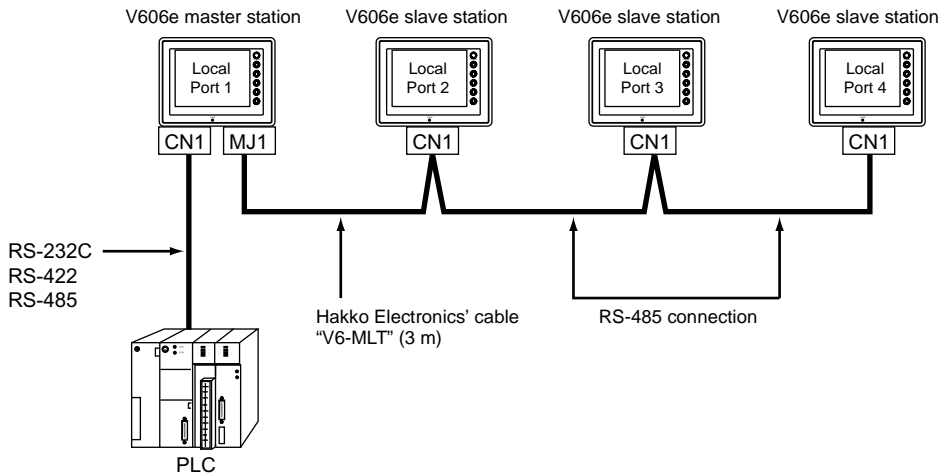 V606e master station
V606e slave station
V606e slave station
V606e slave station
Local
Port 1
Local
Port 2
Local
Port 3
Local
Port 4
CN1
MJ1
CN1
CN1
CN1
RS-232C
RS-422
RS-485
Hakko Electronics’ cable
“V6-MLT” (3 m)
RS-485 connection
PLC